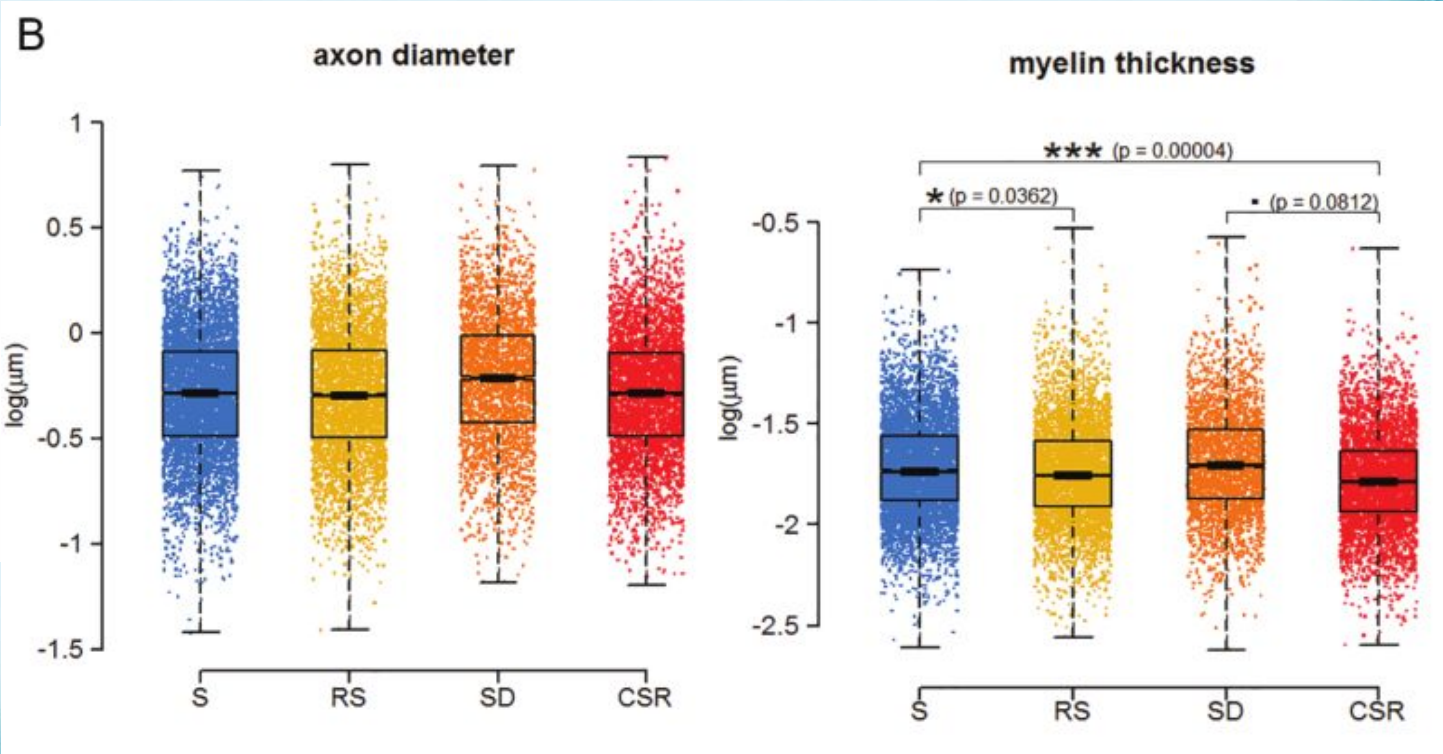 B
axon diameter
1
0.5
0
-0.5
-1
-1.5
log(μm)
S RS SD CSR
myelin thickness
*** (p = 0.00004)
* (p = 0.0362)
▪ (p = 0.0812)
-0.5
-1
-1.5
-2
-2.5
log(μm)
S RS SD CSR